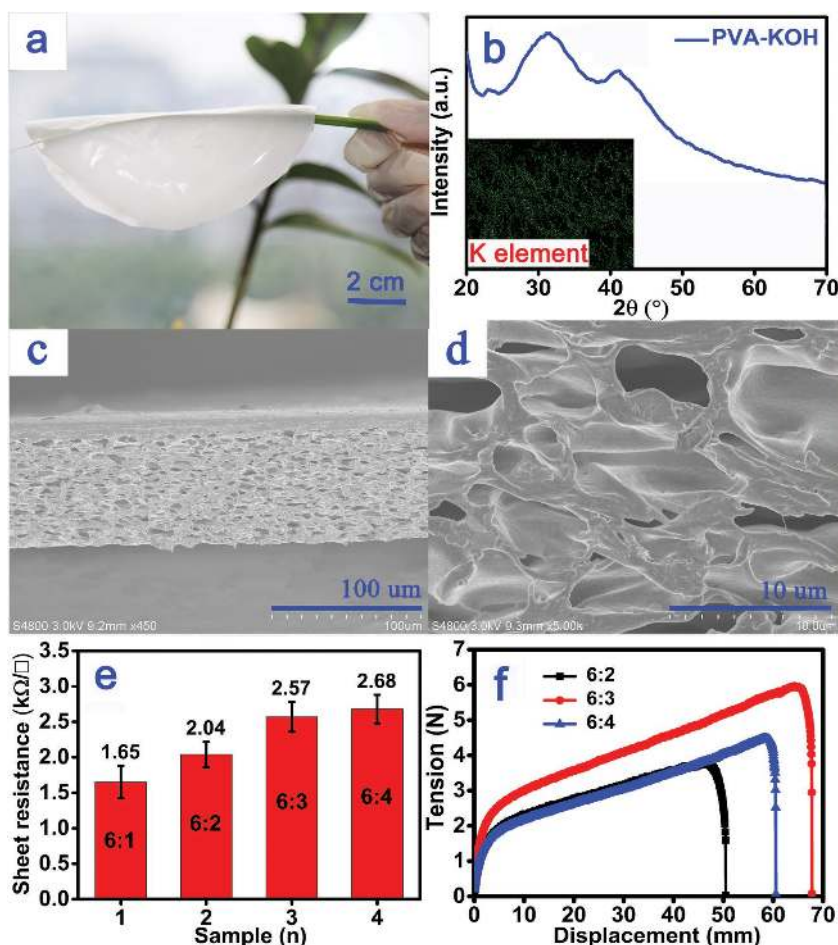 a
2 cm
b
PVA-KOH
Intensity (a.u.)
K element
20 30 40 50 60 70
2θ (°)
c
100 um
S4800 3.0kV 9.2mm x450
100um
d
10 um
S4800 3.0kV 9.3mm x5.00k
10.0um
e
Sheet resistance (kΩ/□)
3.5
3.0
2.5
2.0
1.5
1.0
0.5
0.0
1.65
2.04
2.57
2.68
6:1
6:2
6:3
6:4
1 2 3 4
Sample (n)
f
6:2
6:3
6:4
Tension (N)
7
6
5
4
3
2
1
0
0 10 20 30 40 50 60 70
Displacement (mm)